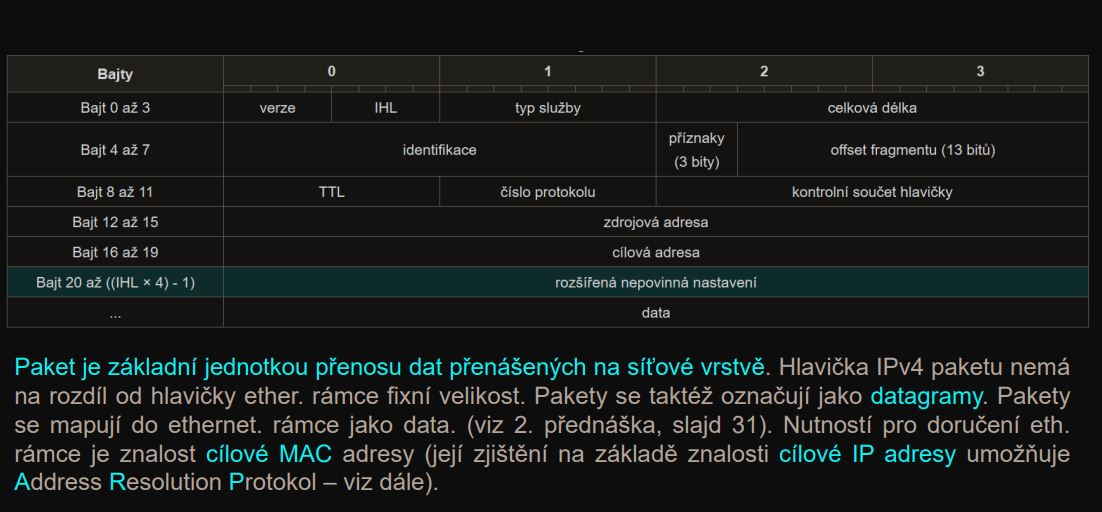 Bajty 0 1 2 3
Bajt 0 až 3 verze IHL typ služby celková délka
Bajt 4 až 7 identifikace příznaky (3 bity) offset fragmentu (13 bitů)
Bajt 8 až 11 TTL číslo protokolu kontrolní součet hlavičky
Bajt 12 až 15 zdrojová adresa
Bajt 16 až 19 cílová adresa
Bajt 20 až ((IHL × 4) - 1) rozšířená nepovinná nastavení
... data
Paket je základní jednotkou přenosu dat přenášených na síťové vrstvě. Hlavička IPv4 paketu nemá
na rozdíl od hlavičky ether. rámce fixní velikost. Pakety se taktéž označují jako datagramy. Pakety
se mapují do ethernet. rámce jako data. (viz 2. přednáška, slajd 31). Nutností pro doručení eth.
rámce je znalost cílové MAC adresy (její zjištění na základě znalosti cílové IP adresy umožňuje
Address Resolution Protokol – viz dále).